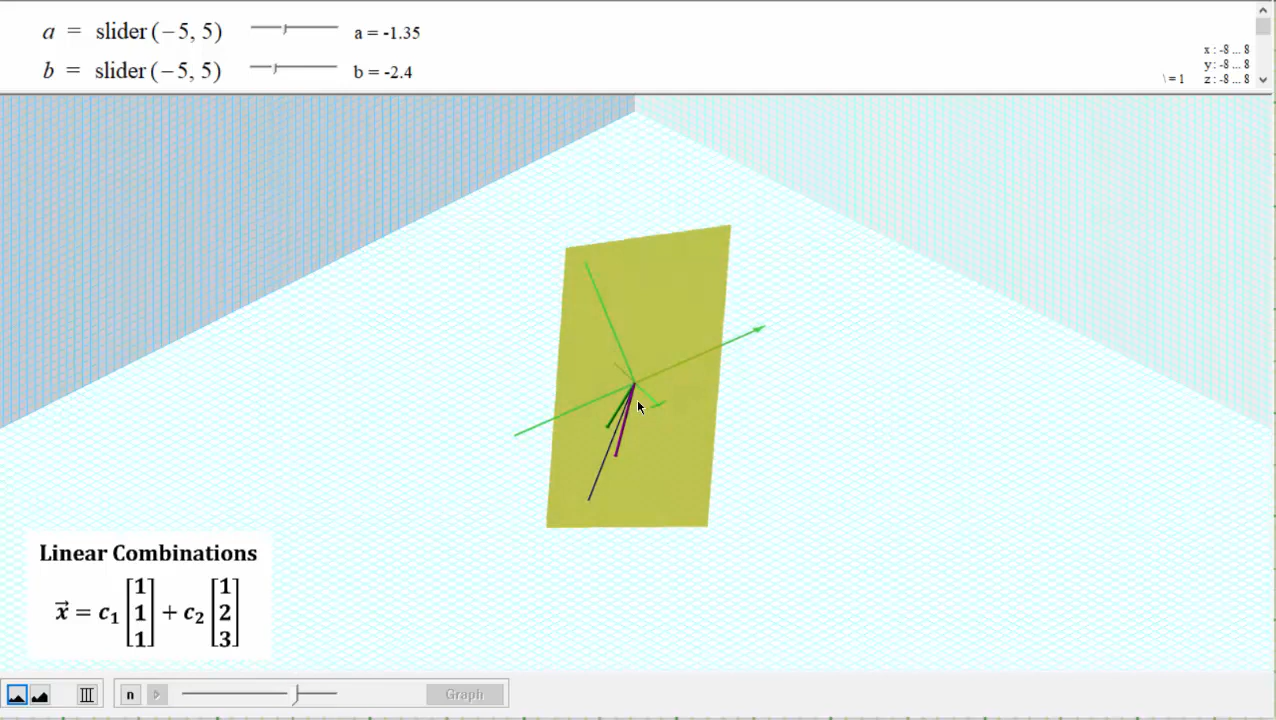 a = slider(−5, 5) a = -1.35
b = slider(−5, 5) b = -2.4
x : -8 ... 8
y: -8 ... 8
\ = 1 z : -8 ... 8
Linear Combinations
x⃗ = c₁ [1 1 1] + c₂ [1 2 3]
n
Graph